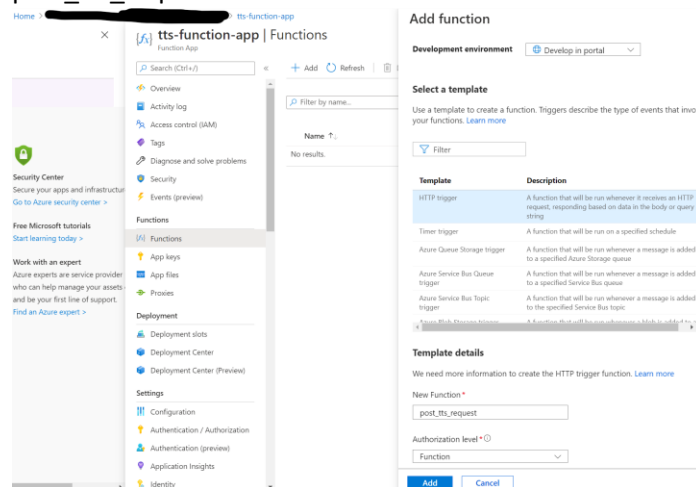 Home >
> tts-function-app
tts-function-app | Functions
Function App
Search (Ctrl+/)
«
Overview
Activity log
Access control (IAM)
Tags
Diagnose and solve problems
Security
Events (preview)
Functions
Functions
App keys
App files
Proxies
Deployment
Deployment slots
Deployment Center
Deployment Center (Preview)
Settings
Configuration
Authentication / Authorization
Authentication (preview)
Application Insights
Identity
Security Center
Secure your apps and infrastructur
Go to Azure security center >
Free Microsoft tutorials
Start learning today >
Work with an expert
Azure experts are service provider
who can help manage your assets
and be your first line of support.
Find an Azure expert >
+ Add Refresh
Filter by name...
Name ↑
No results.
Add function
Development environment Develop in portal
Select a template
Use a template to create a function. Triggers describe the type of events that invo
your functions. Learn more
Filter
Template Description
HTTP trigger A function that will be run whenever it receives an HTTP
request, responding based on data in the body or query
string
Timer trigger A function that will be run on a specified schedule
Azure Queue Storage trigger A function that will be run whenever a message is added
to a specified Azure Storage queue
Azure Service Bus Queue A function that will be run whenever a message is added
trigger to a specified Service Bus queue
Azure Service Bus Topic A function that will be run whenever a message is added
trigger to the specified Service Bus topic
Template details
We need more information to create the HTTP trigger function. Learn more
New Function *
post_tts_request
Authorization level *
Function
Add Cancel